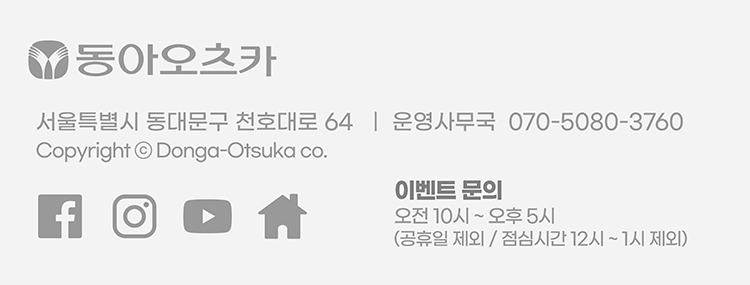 동아오츠카
서울특별시 동대문구 천호대로 64 | 운영사무국 070-5080-3760
Copyright ⓒ Donga-Otsuka co.
이벤트 문의
오전 10시 ~ 오후 5시
(공휴일 제외 / 점심시간 12시 ~ 1시 제외)